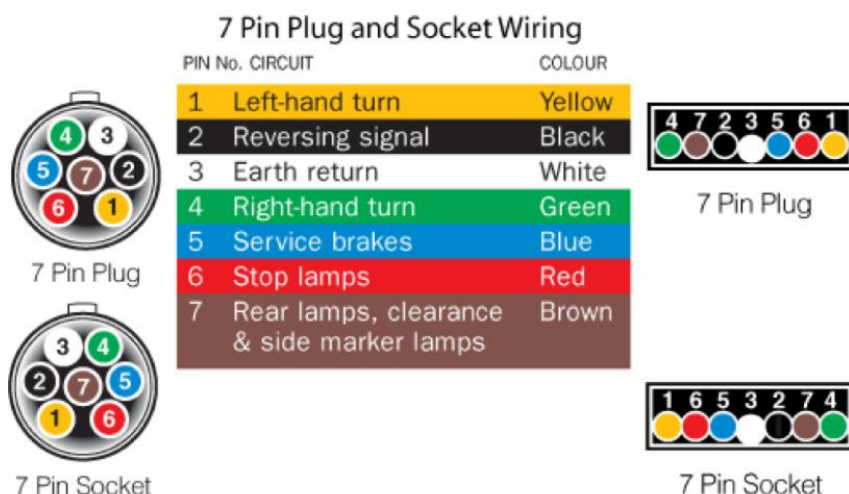 7 Pin Plug and Socket Wiring
PIN No. CIRCUIT COLOUR
1 Left-hand turn Yellow
2 Reversing signal Black
3 Earth return White
4 Right-hand turn Green
5 Service brakes Blue
6 Stop lamps Red
7 Rear lamps, clearance Brown
& side marker lamps
4 3
5 7 2
6 1
7 Pin Plug
3 4
2 7 5
1 6
7 Pin Socket
4 7 2 3 5 6 1
7 Pin Plug
1 6 5 3 2 7 4
7 Pin Socket